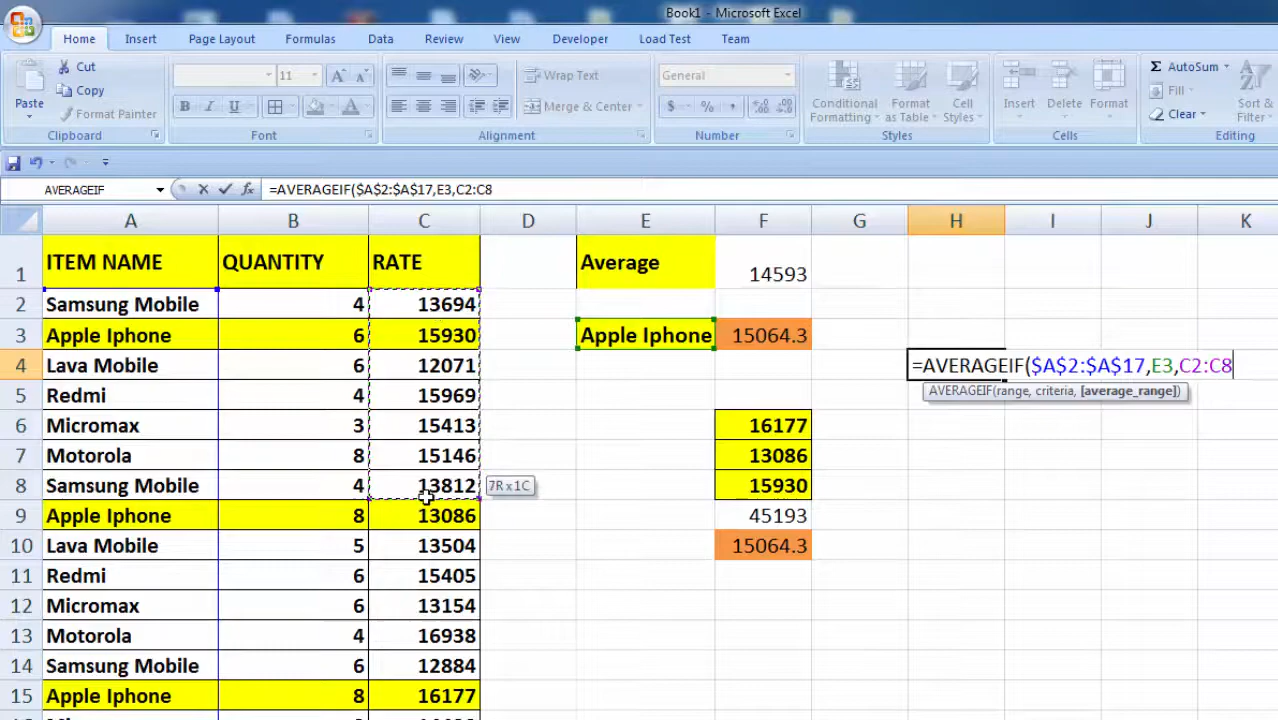 Book1 - Microsoft Excel
Home Insert Page Layout Formulas Data Review View Developer Load Test Team
Paste
Cut
Copy
Format Painter
Clipboard
11 A A
B I U A
Font
Wrap Text
Merge & Center
Alignment
General
$ % ,
Number
Conditional Formatting
Format as Table
Cell Styles
Styles
Insert Delete Format
Cells
Σ AutoSum
Fill
Clear
Sort & Filter
Editing
AVERAGEIF fx =AVERAGEIF($A$2:$A$17,E3,C2:C8
A B C D E F G H I J K
1 ITEM NAME QUANTITY RATE Average 14593
2 Samsung Mobile 4 13694
3 Apple Iphone 6 15930 Apple Iphone 15064.3
4 Lava Mobile 6 12071 =AVERAGEIF($A$2:$A$17,E3,C2:C8
AVERAGEIF(range, criteria, [average_range])
5 Redmi 4 15969
6 Micromax 3 15413 16177
7 Motorola 8 15146 13086
8 Samsung Mobile 4 13812 7R x 1C 15930
9 Apple Iphone 8 13086 45193
10 Lava Mobile 5 13504 15064.3
11 Redmi 6 15405
12 Micromax 6 13154
13 Motorola 4 16938
14 Samsung Mobile 6 12884
15 Apple Iphone 8 16177